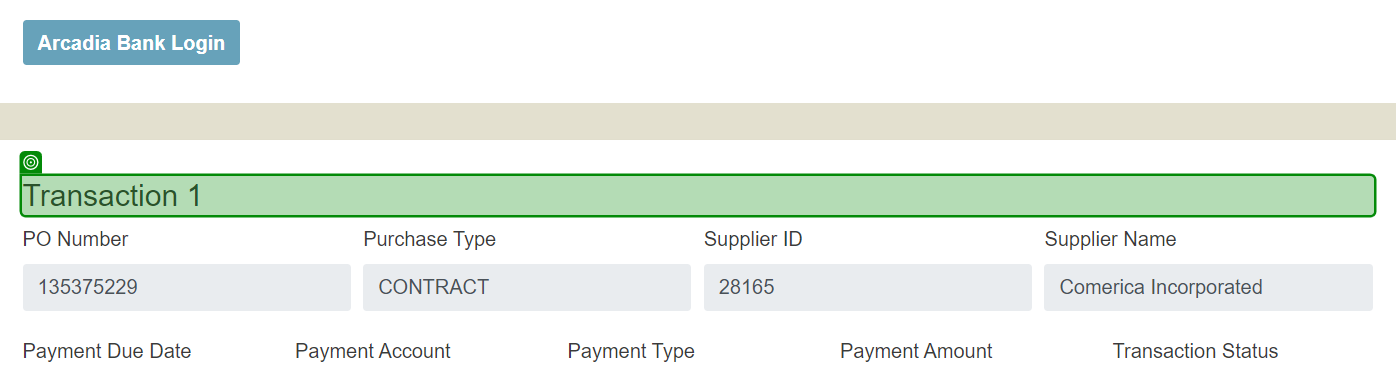 Arcadia Bank Login
Transaction 1
PO Number Purchase Type Supplier ID Supplier Name
135375229 CONTRACT 28165 Comerica Incorporated
Payment Due Date Payment Account Payment Type Payment Amount Transaction Status